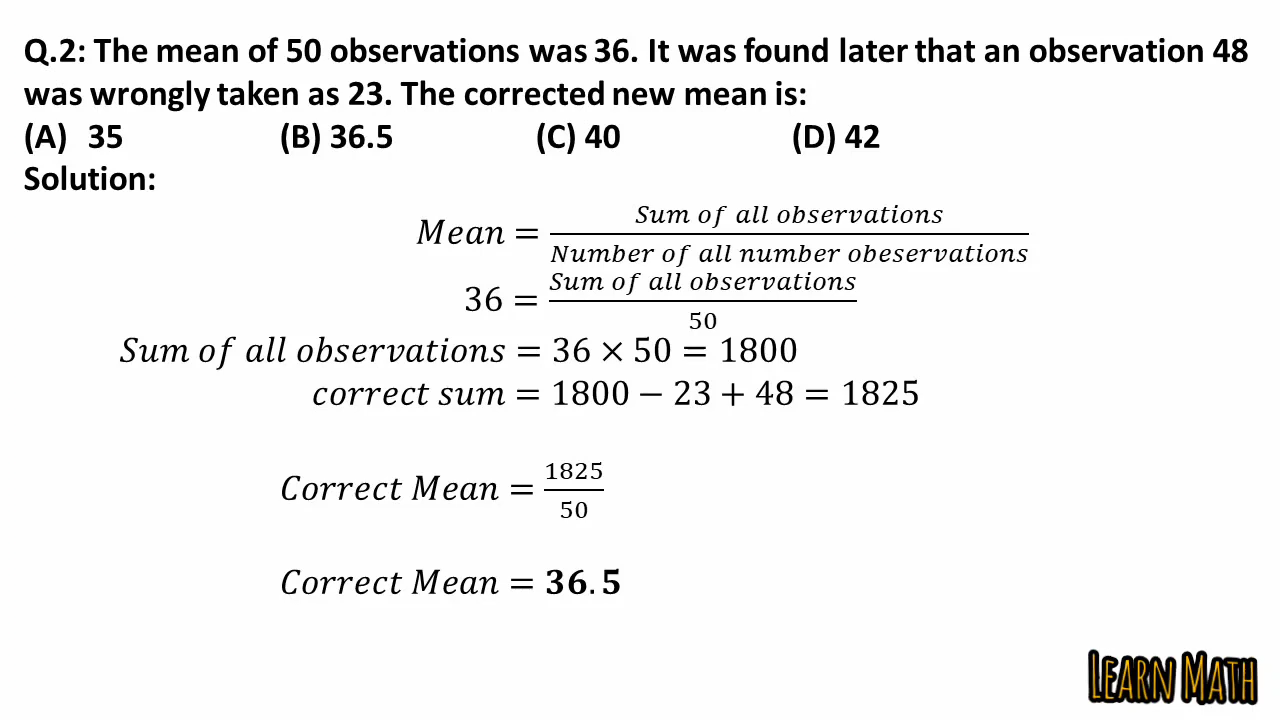 Q.2: The mean of 50 observations was 36. It was found later that an observation 48
was wrongly taken as 23. The corrected new mean is:
(A) 35 (B) 36.5 (C) 40 (D) 42
Solution:
Mean = Sum of all observations / Number of all number obeservations
36 = Sum of all observations / 50
Sum of all observations = 36 × 50 = 1800
correct sum = 1800 − 23 + 48 = 1825
Correct Mean = 1825 / 50
Correct Mean = 36.5
LEARN MATH